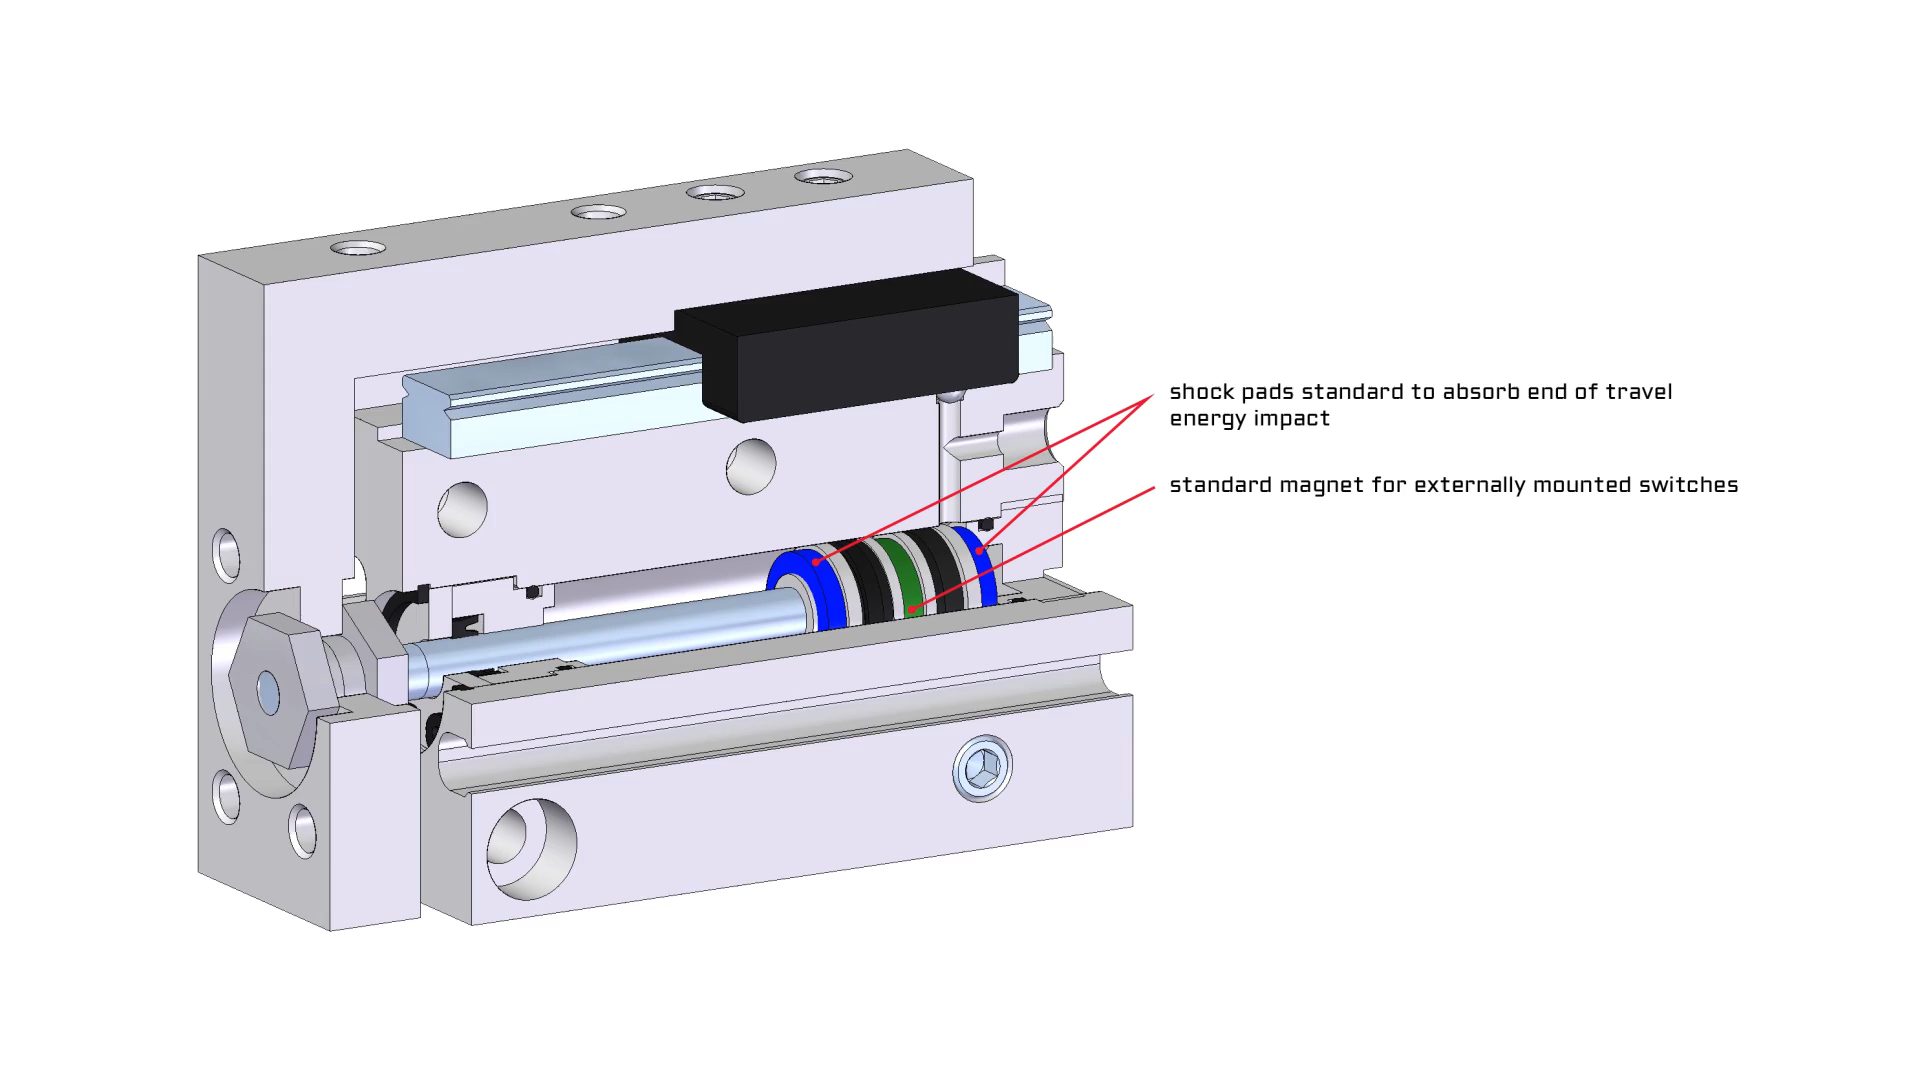 shock pads standard to absorb end of travel
energy impact
standard magnet for externally mounted switches